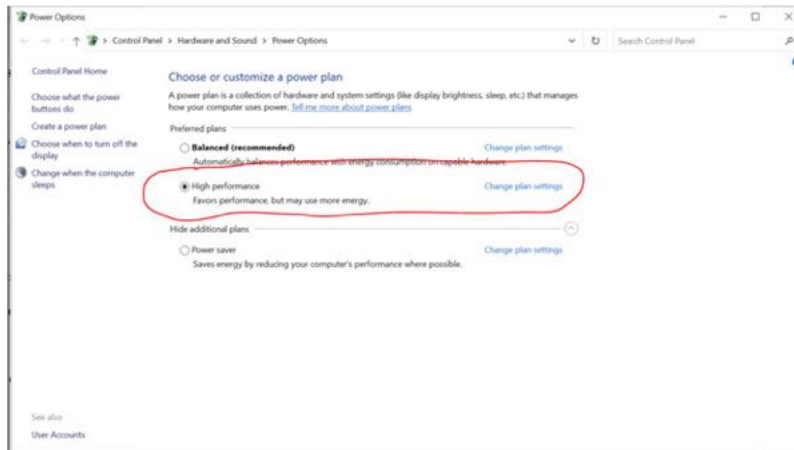 Power Options
Control Panel > Hardware and Sound > Power Options
Search Control Panel
Control Panel Home
Choose what the power
buttons do
Create a power plan
Choose when to turn off the
display
Change when the computer
sleeps
Choose or customize a power plan
A power plan is a collection of hardware and system settings (like display brightness, sleep, etc.) that manages
how your computer uses power. Tell me more about power plans
Preferred plans
Balanced (recommended) Change plan settings
Automatically balances performance with energy consumption on capable hardware.
High performance Change plan settings
Favors performance, but may use more energy.
Hide additional plans
Power saver Change plan settings
Saves energy by reducing your computer's performance where possible.
See also
User Accounts